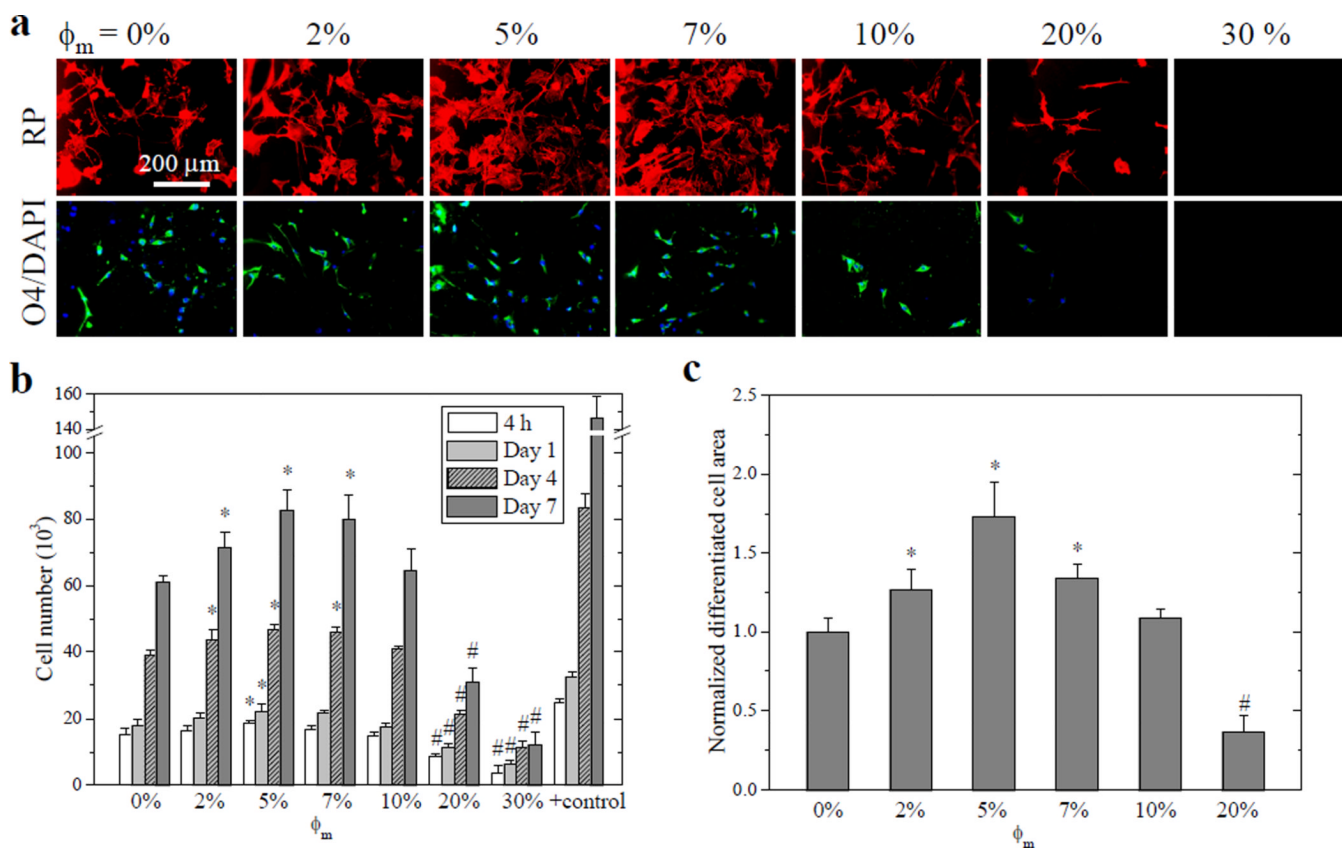 a
ϕm = 0% 2% 5% 7% 10% 20% 30 %
RP
200 μm
O4/DAPI
b
Cell number (10³)
160
140
100
80
60
40
20
0
4 h
Day 1
Day 4
Day 7
* * * * * * * *
# # # # # # # #
0% 2% 5% 7% 10% 20% 30% +control
ϕm
c
Normalized differentiated cell area
2.5
2.0
1.5
1.0
0.5
0.0
* * * #
0% 2% 5% 7% 10% 20%
ϕm